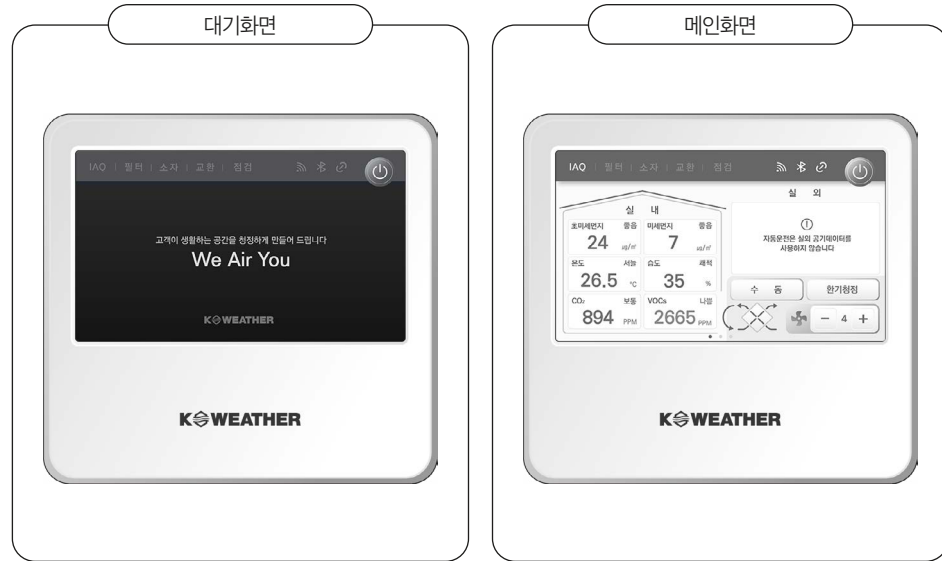 대기화면
IAQ | 필터 | 소자 | 교환 | 점검
고객이 생활하는 공간을 청정하게 만들어 드립니다
We Air You
K WEATHER
K WEATHER
메인화면
IAQ | 필터 | 소자 | 교환 | 점검
실 내
초미세먼지 좋음 미세먼지 좋음
24 μg/㎥ 7 μg/㎥
온도 서늘 습도 쾌적
26.5 ℃ 35 %
CO₂ 보통 VOCs 나쁨
894 PPM 2665 PPM
실 외
자동운전은 실외 공기데이터를
사용하지 않습니다
수 동 환기청정
− 4 +
K WEATHER